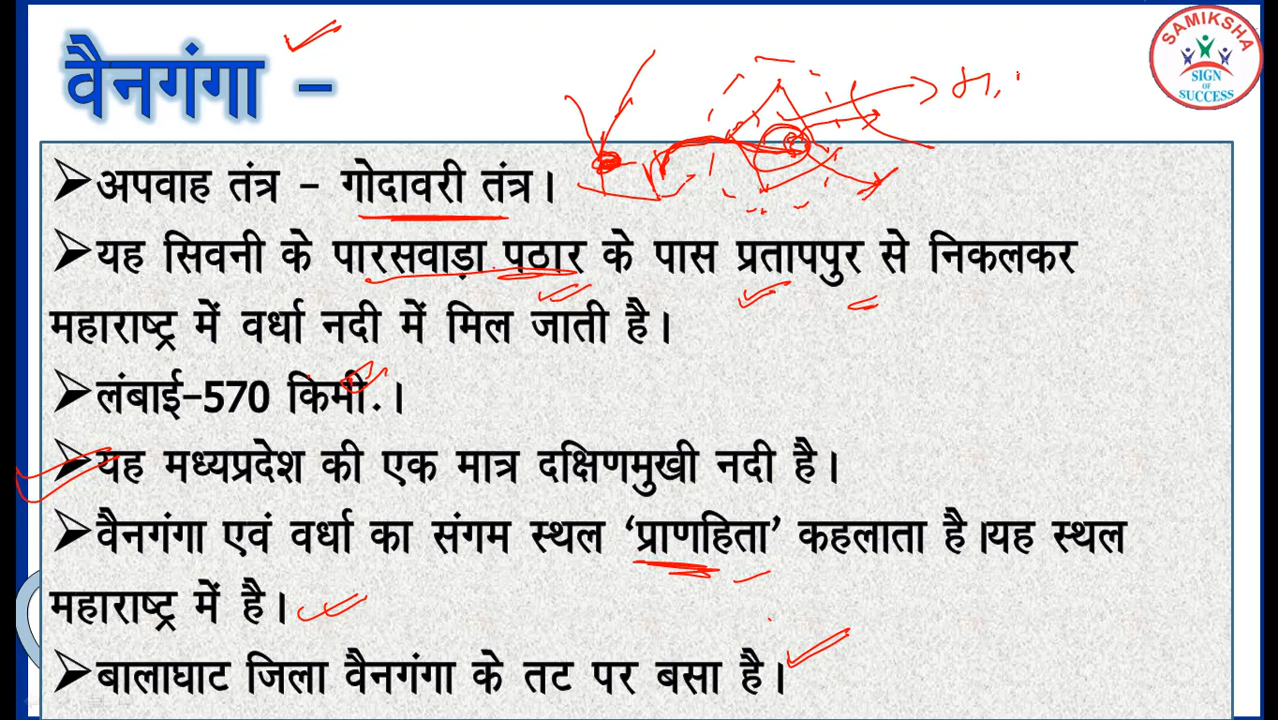 वैनगंगा -
SAMIKSHA
SIGN
OF
SUCCESS
➤अपवाह तंत्र - गोदावरी तंत्र।
➤यह सिवनी के पारसवाड़ा पठार के पास प्रतापपुर से निकलकर
महाराष्ट्र में वर्धा नदी में मिल जाती है।
➤लंबाई-570 किमी.।
➤यह मध्यप्रदेश की एक मात्र दक्षिणमुखी नदी है।
➤वैनगंगा एवं वर्धा का संगम स्थल ‘प्राणहिता’ कहलाता है।यह स्थल
महाराष्ट्र में है।
➤बालाघाट जिला वैनगंगा के तट पर बसा है।